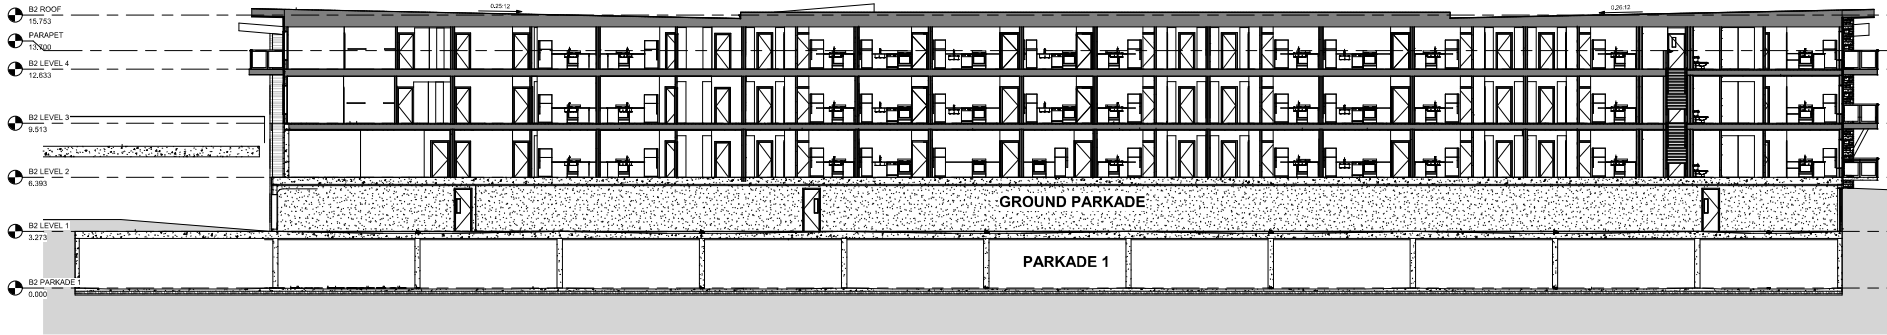 B2 ROOF
15.753
PARAPET
13.700
B2 LEVEL 4
12.633
B2 LEVEL 3
9.513
B2 LEVEL 2
6.393
B2 LEVEL 1
3.273
B2 PARKADE 1
0.000
0.25:12
0.26:12
GROUND PARKADE
PARKADE 1